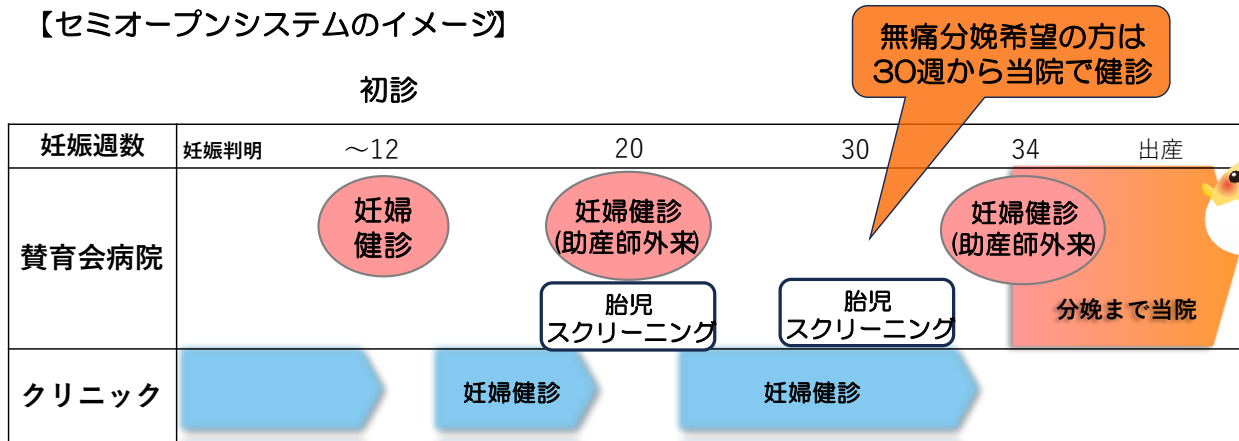 【セミオープンシステムのイメージ】
無痛分娩希望の方は
30週から当院で健診
初診
妊娠週数 妊娠判明 ～12 20 30 34 出産
賛育会病院
妊婦
健診
妊婦健診
(助産師外来)
胎児
スクリーニング
胎児
スクリーニング
妊婦健診
(助産師外来)
分娩まで当院
クリニック
妊婦健診
妊婦健診